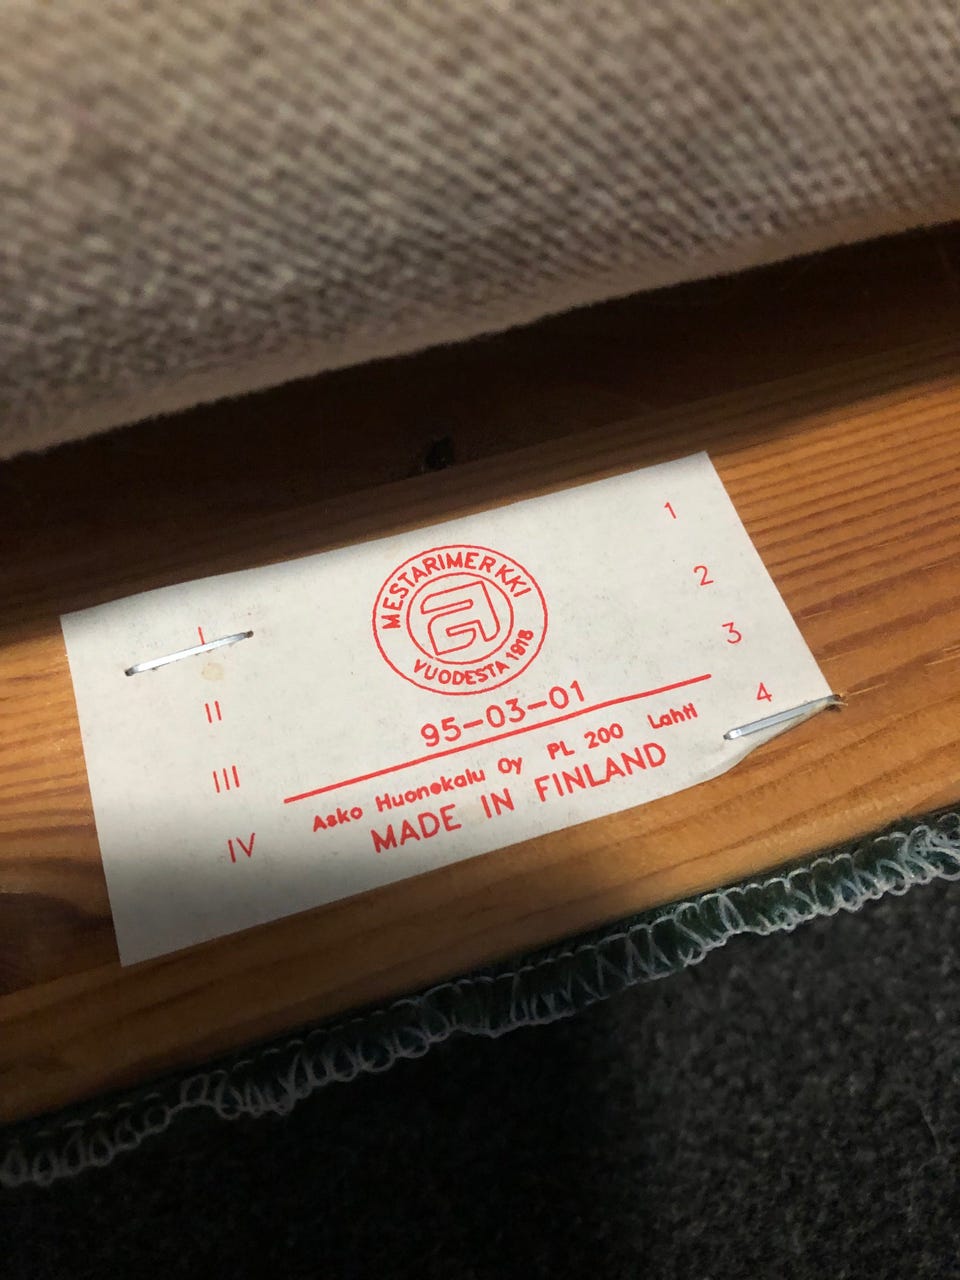 MESTARIMERKKI
a
VUODESTA 1918
I
II
III
IV
1
2
3
4
95-03-01
Asko Huonekalu Oy PL 200 Lahti
MADE IN FINLAND